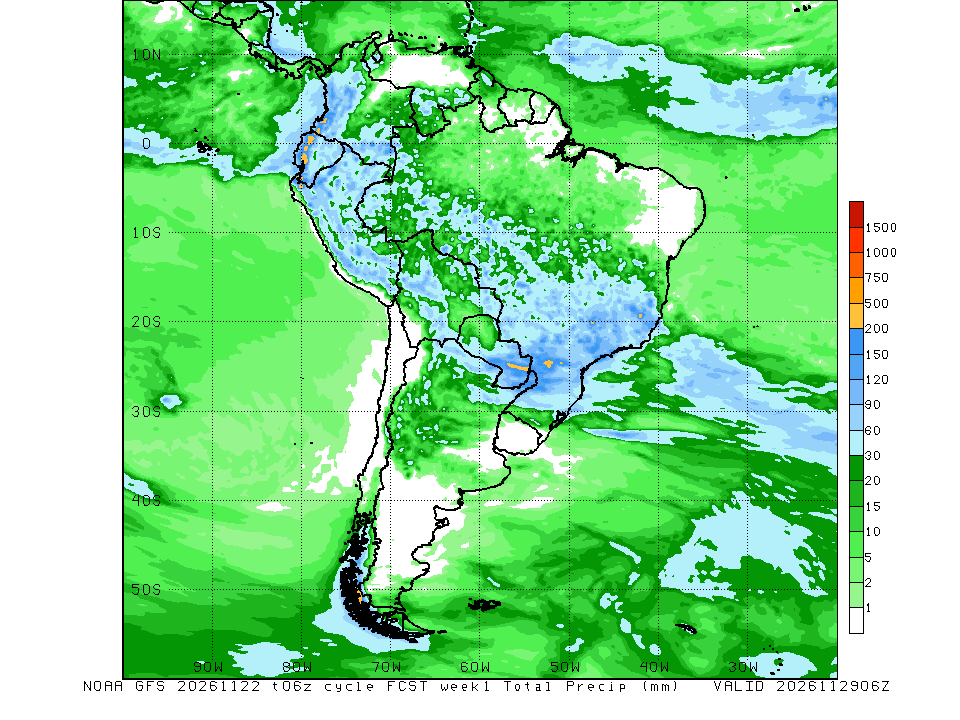 10N
0
10S
20S
30S
40S
50S
90W 80W 70W 60W 50W 40W 30W
1500
1000
750
500
200
150
120
90
60
30
20
15
10
5
2
1
NOAA GFS 20261122 t06z cycle FCST week1 Total Precip (mm) VALID 2026112906Z